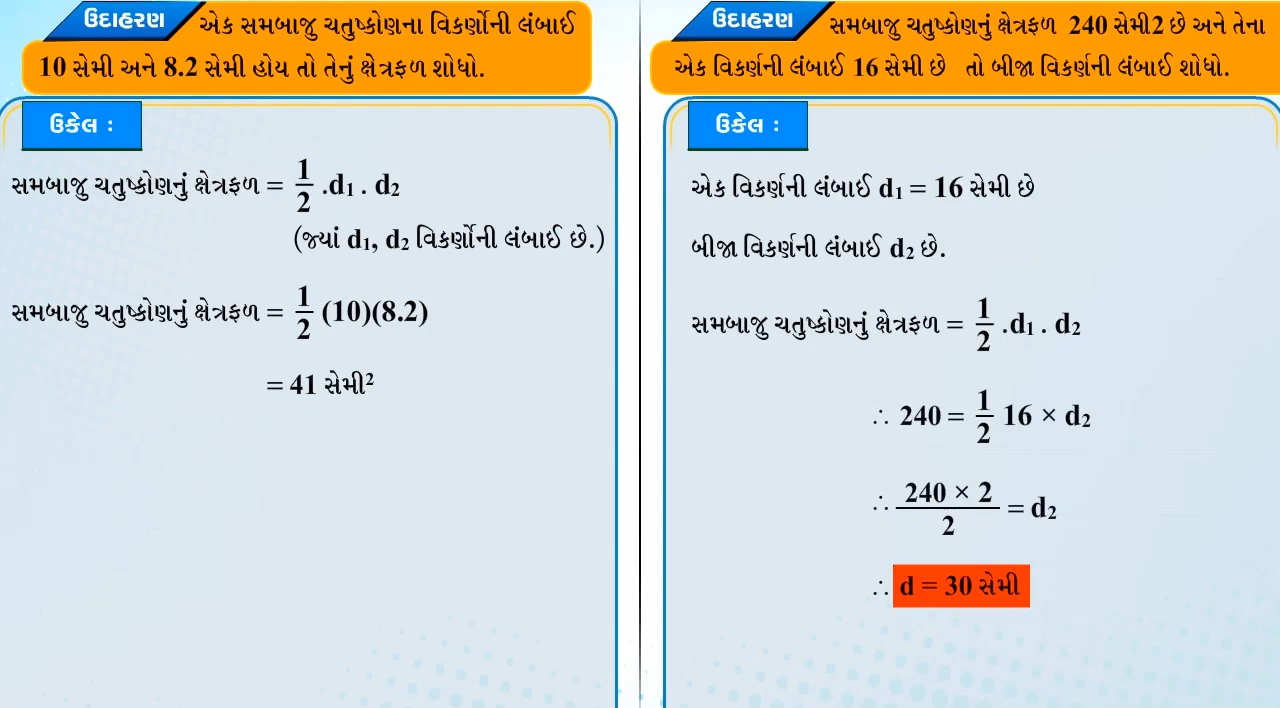 ઉદાહરણ એક સમબાજુ ચતુષ્કોણના વિકર્ણોની લંબાઈ
10 સેમી અને 8.2 સેમી હોય તો તેનું ક્ષેત્રફળ શોધો.
ઉકેલ :
સમબાજુ ચતુષ્કોણનું ક્ષેત્રફળ = 1/2 .d₁ . d₂
(જ્યાં d₁, d₂ વિકર્ણોની લંબાઈ છે.)
સમબાજુ ચતુષ્કોણનું ક્ષેત્રફળ = 1/2 (10)(8.2)
= 41 સેમી²
ઉદાહરણ સમબાજુ ચતુષ્કોણનું ક્ષેત્રફળ 240 સેમી2 છે અને તેના
એક વિકર્ણની લંબાઈ 16 સેમી છે તો બીજા વિકર્ણની લંબાઈ શોધો.
ઉકેલ :
એક વિકર્ણની લંબાઈ d₁ = 16 સેમી છે
બીજા વિકર્ણની લંબાઈ d₂ છે.
સમબાજુ ચતુષ્કોણનું ક્ષેત્રફળ = 1/2 .d₁ . d₂
∴ 240 = 1/2 16 × d₂
∴ 240 × 2/2 = d₂
∴ d = 30 સેમી